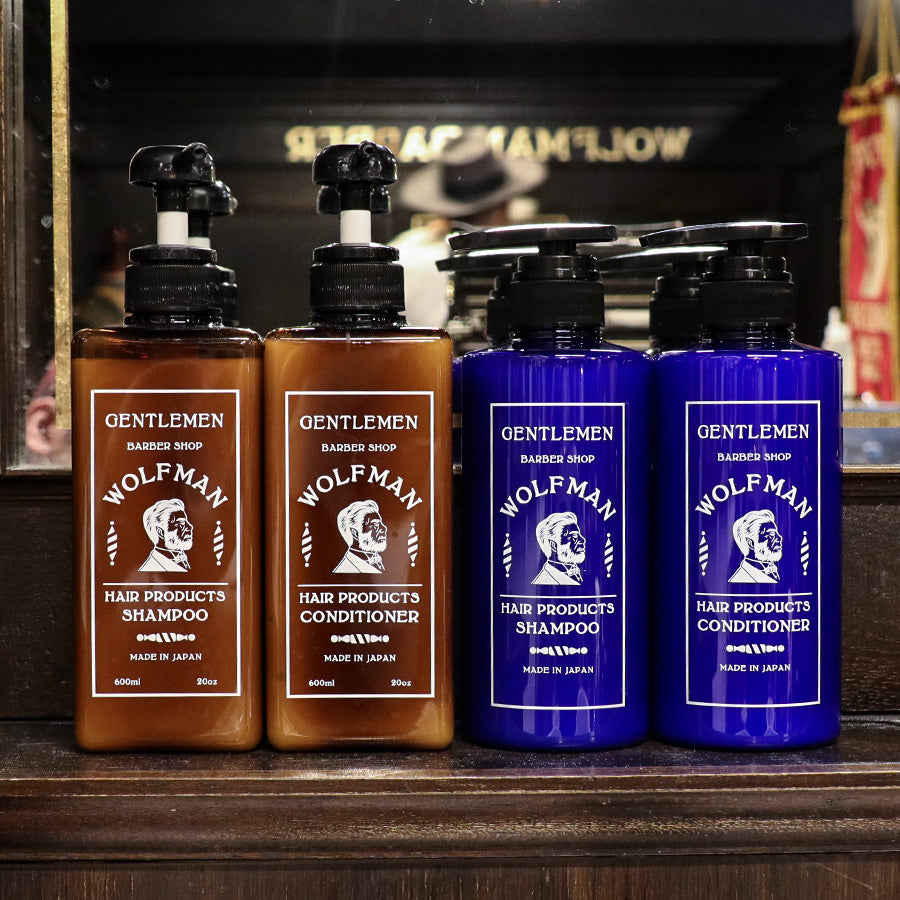 WOLFMAN BARBER
GENTLEMEN
BARBER SHOP
WOLFMAN
HAIR PRODUCTS
SHAMPOO
MADE IN JAPAN
600ml 20oz
GENTLEMEN
BARBER SHOP
WOLFMAN
HAIR PRODUCTS
CONDITIONER
MADE IN JAPAN
600ml 20oz
GENTLEMEN
BARBER SHOP
WOLFMAN
HAIR PRODUCTS
SHAMPOO
MADE IN JAPAN
GENTLEMEN
BARBER SHOP
WOLFMAN
HAIR PRODUCTS
CONDITIONER
MADE IN JAPAN